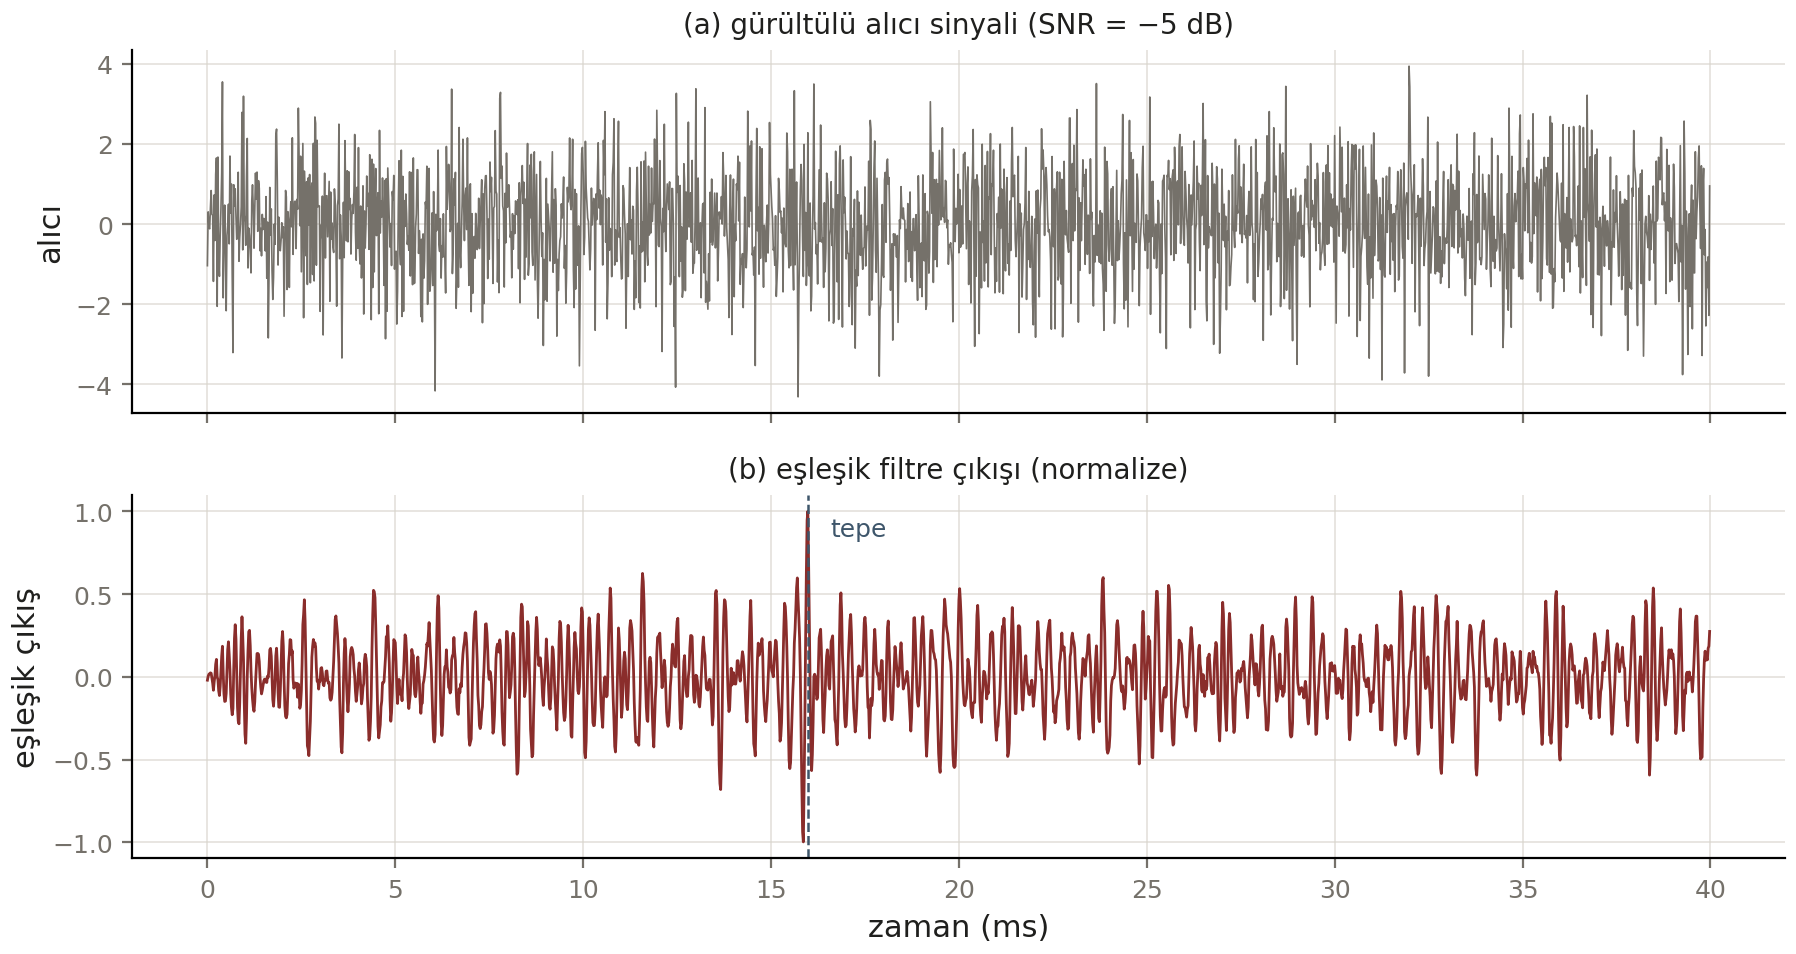 (a) gürültülü alıcı sinyali (SNR = −5 dB)
alıcı
4
2
0
−2
−4
(b) eşleşik filtre çıkışı (normalize)
tepe
eşleşik çıkış
1.0
0.5
0.0
−0.5
−1.0
0 5 10 15 20 25 30 35 40
zaman (ms)